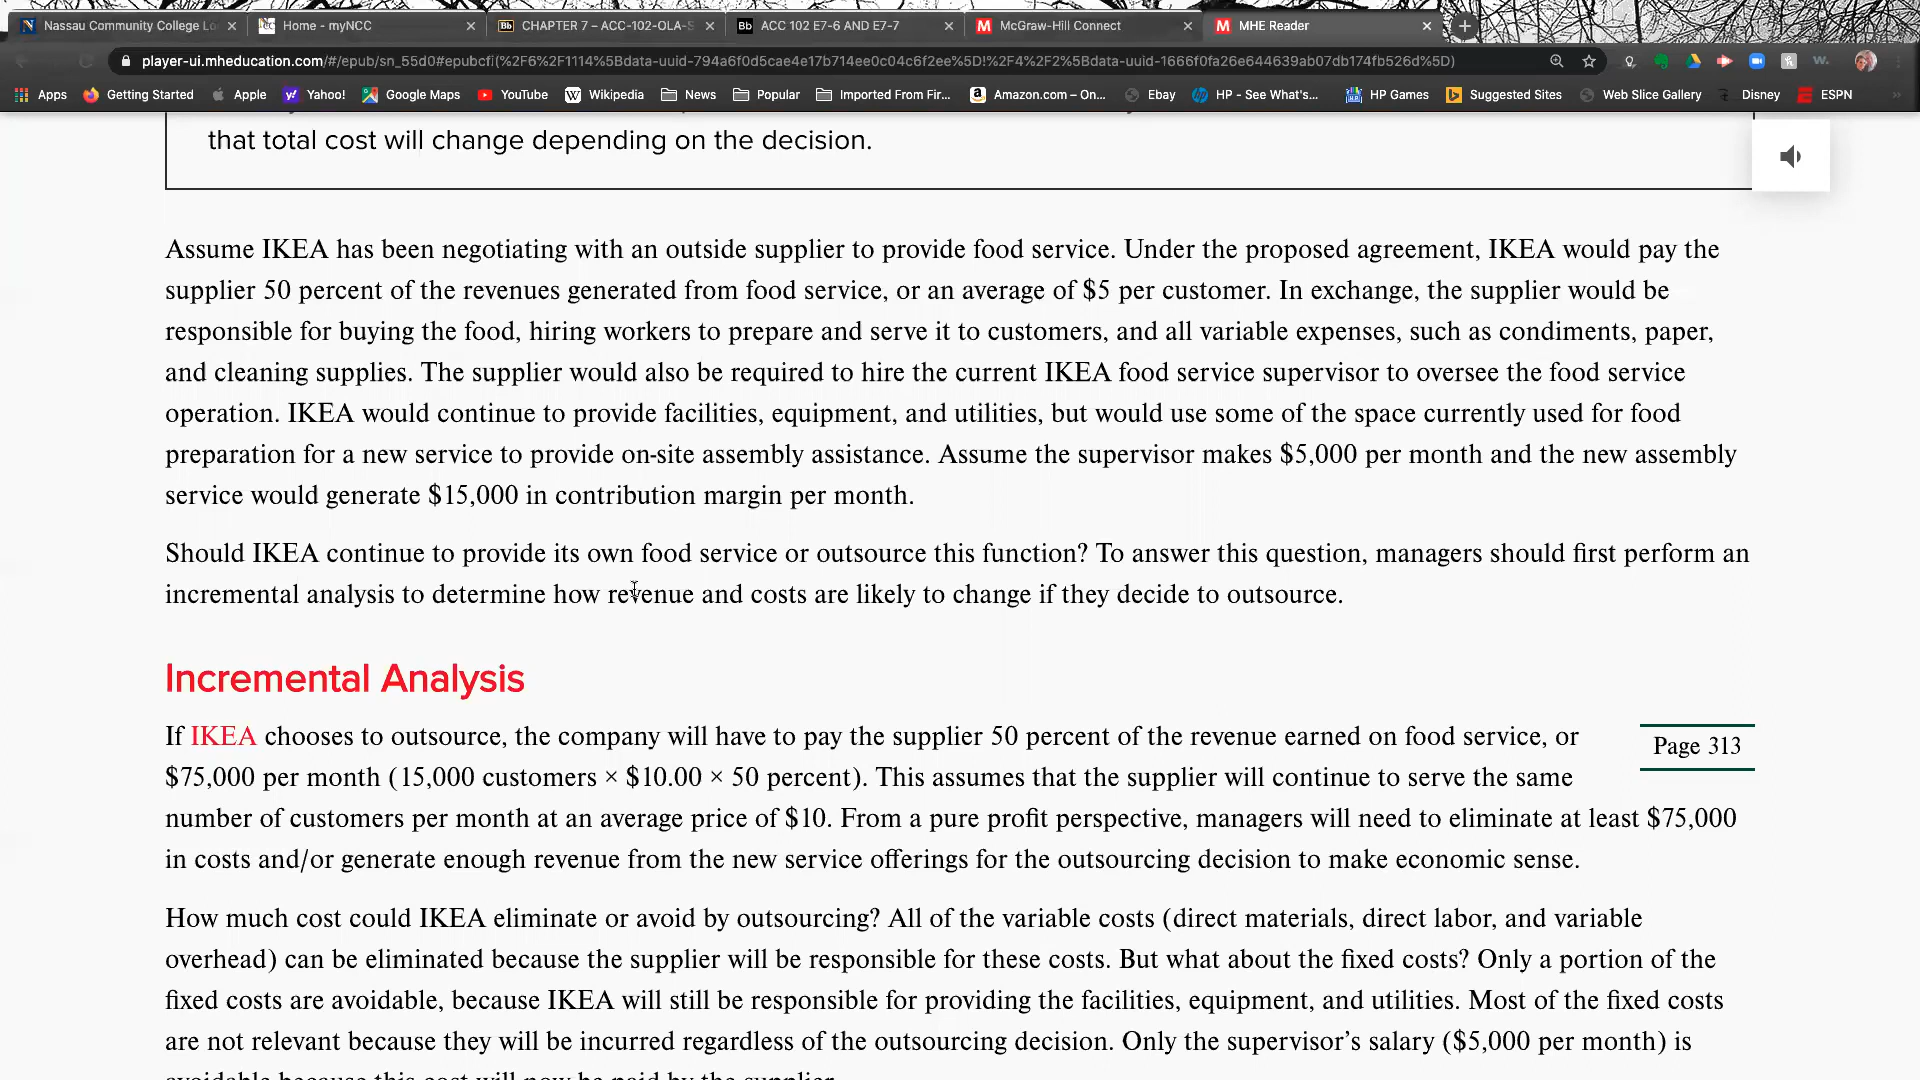 Nassau Community College Lo
Home - myNCC
Bb CHAPTER 7 – ACC-102-OLA-S
Bb ACC 102 E7-6 AND E7-7
M McGraw-Hill Connect
M MHE Reader
player-ui.mheducation.com/#/epub/sn_55d0#epubcfi(%2F6%2F1114%5Bdata-uuid-794a6f0d5cae4e17b714ee0c04c6f2ee%5D!%2F4%2F2%5Bdata-uuid-1666f0fa26e644639ab07db174fb526d%5D)
Apps Getting Started Apple Yahoo! Google Maps YouTube Wikipedia News Popular Imported From Fir... Amazon.com – On... Ebay HP - See What's... HP Games Suggested Sites Web Slice Gallery Disney ESPN
that total cost will change depending on the decision.
Assume IKEA has been negotiating with an outside supplier to provide food service. Under the proposed agreement, IKEA would pay the
supplier 50 percent of the revenues generated from food service, or an average of $5 per customer. In exchange, the supplier would be
responsible for buying the food, hiring workers to prepare and serve it to customers, and all variable expenses, such as condiments, paper,
and cleaning supplies. The supplier would also be required to hire the current IKEA food service supervisor to oversee the food service
operation. IKEA would continue to provide facilities, equipment, and utilities, but would use some of the space currently used for food
preparation for a new service to provide on-site assembly assistance. Assume the supervisor makes $5,000 per month and the new assembly
service would generate $15,000 in contribution margin per month.
Should IKEA continue to provide its own food service or outsource this function? To answer this question, managers should first perform an
incremental analysis to determine how revenue and costs are likely to change if they decide to outsource.
Incremental Analysis
If IKEA chooses to outsource, the company will have to pay the supplier 50 percent of the revenue earned on food service, or
Page 313
$75,000 per month (15,000 customers × $10.00 × 50 percent). This assumes that the supplier will continue to serve the same
number of customers per month at an average price of $10. From a pure profit perspective, managers will need to eliminate at least $75,000
in costs and/or generate enough revenue from the new service offerings for the outsourcing decision to make economic sense.
How much cost could IKEA eliminate or avoid by outsourcing? All of the variable costs (direct materials, direct labor, and variable
overhead) can be eliminated because the supplier will be responsible for these costs. But what about the fixed costs? Only a portion of the
fixed costs are avoidable, because IKEA will still be responsible for providing the facilities, equipment, and utilities. Most of the fixed costs
are not relevant because they will be incurred regardless of the outsourcing decision. Only the supervisor's salary ($5,000 per month) is
avoidable because this cost will now be paid by the supplier.